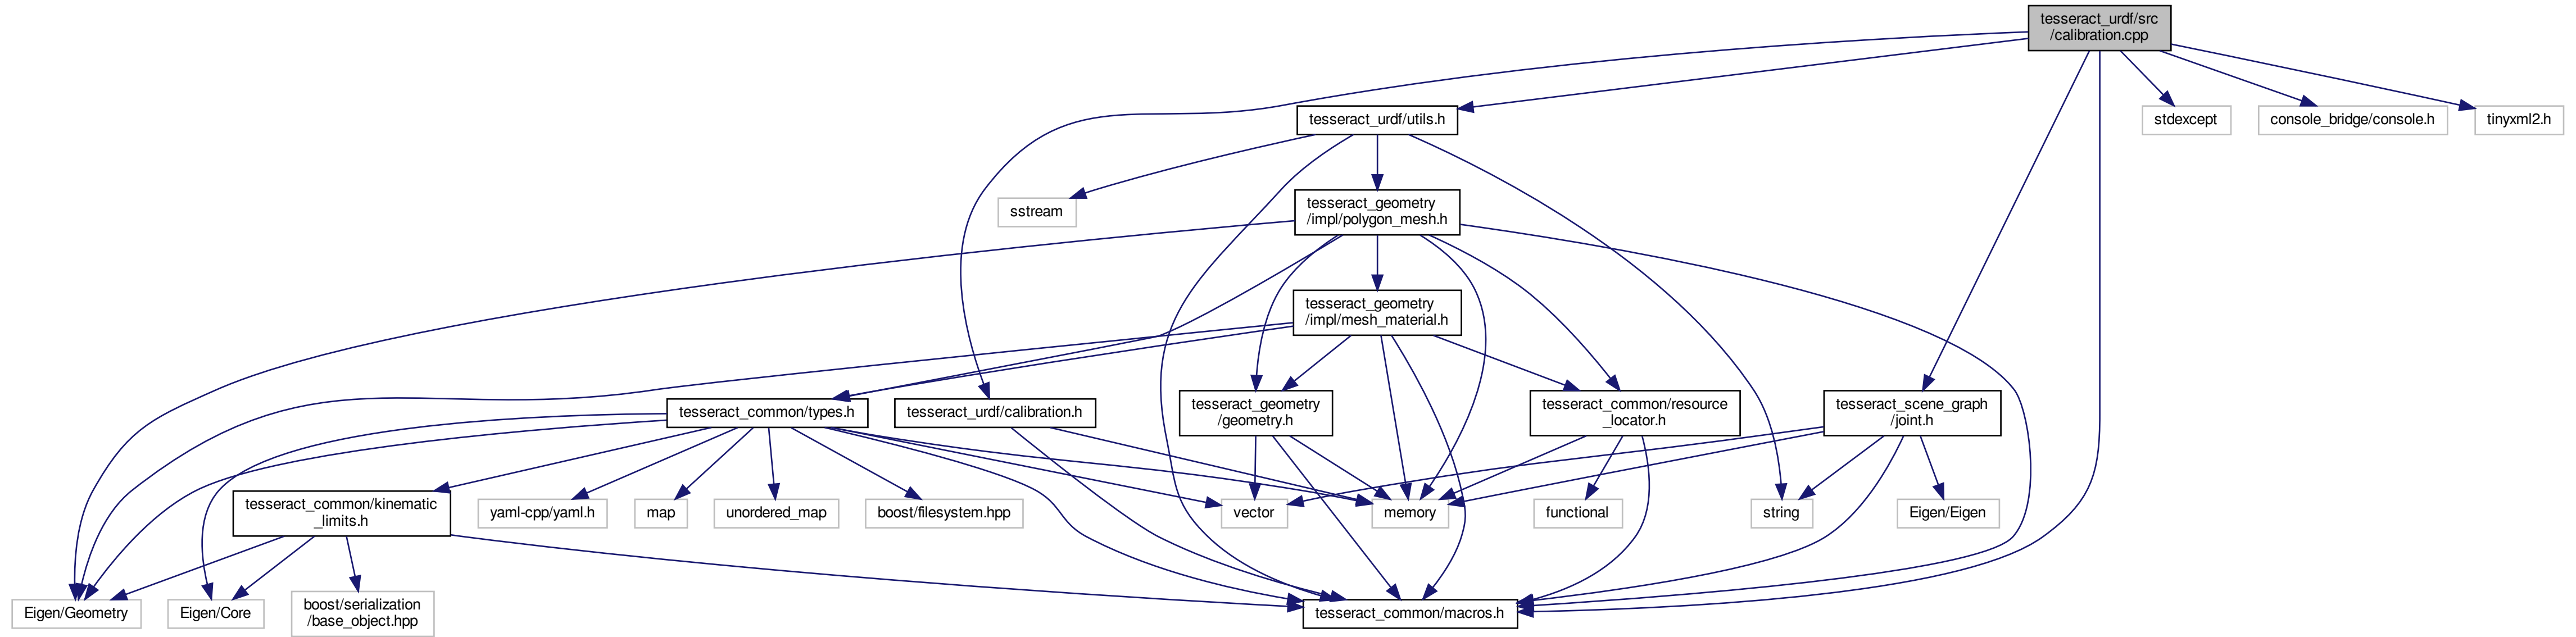 tesseract_urdf/src
/calibration.cpp
tesseract_urdf/utils.h
stdexcept
console_bridge/console.h
tinyxml2.h
sstream
tesseract_geometry
/impl/polygon_mesh.h
tesseract_geometry
/impl/mesh_material.h
tesseract_common/types.h
tesseract_urdf/calibration.h
tesseract_geometry
/geometry.h
tesseract_common/resource
_locator.h
tesseract_scene_graph
/joint.h
tesseract_common/kinematic
_limits.h
yaml-cpp/yaml.h
map
unordered_map
boost/filesystem.hpp
vector
memory
functional
string
Eigen/Eigen
Eigen/Geometry
Eigen/Core
boost/serialization
/base_object.hpp
tesseract_common/macros.h